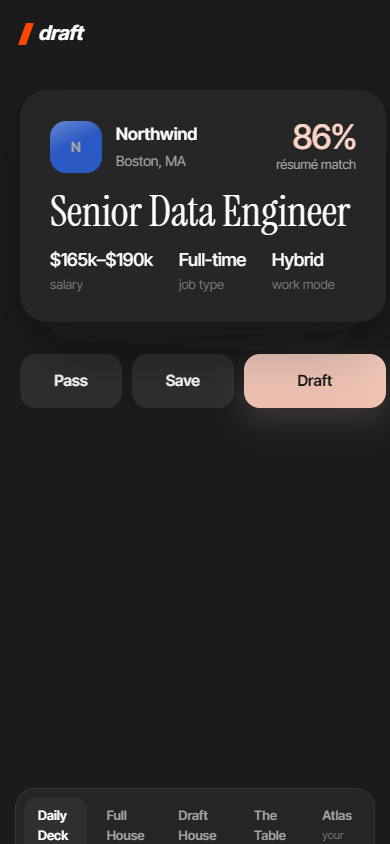 draft
N
Northwind
Boston, MA
86%
résumé match
Senior Data Engineer
$165k–$190k
salary
Full-time
job type
Hybrid
work mode
Pass
Save
Draft
Daily
Deck
Full
House
Draft
House
The
Table
Atlas
your